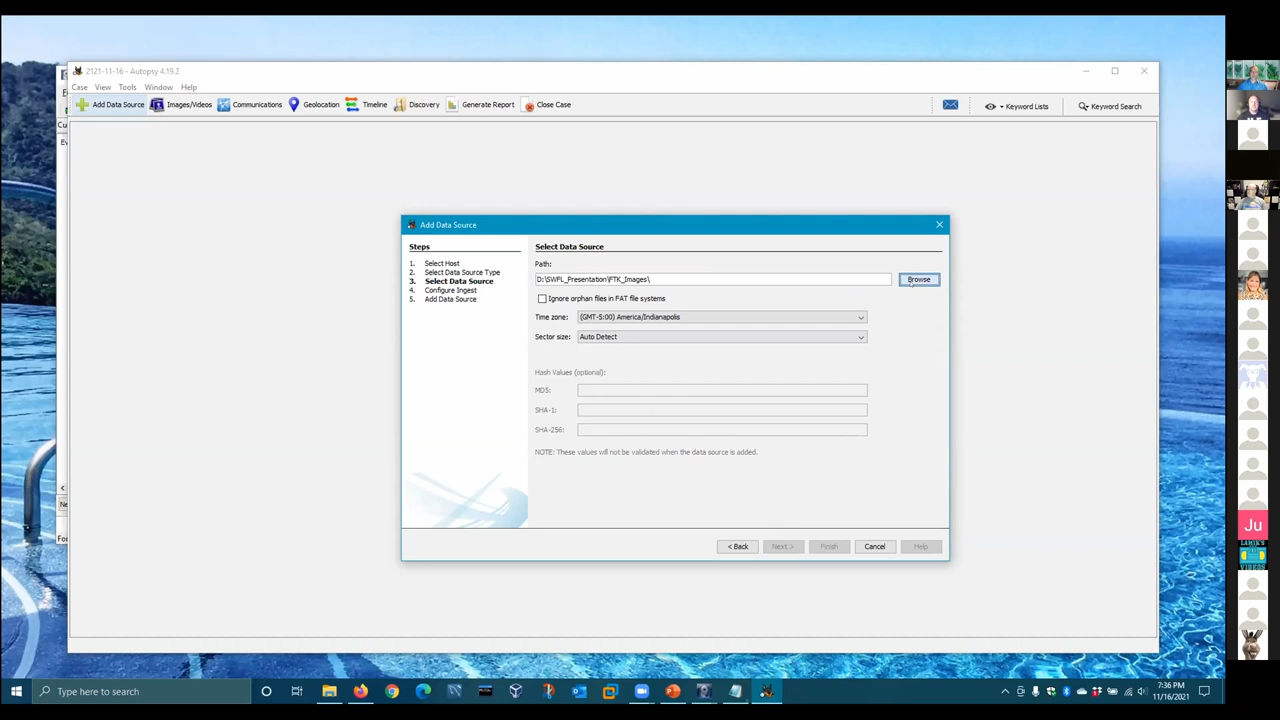 2121-11-16 - Autopsy 4.19.2
Case View Tools Window Help
Add Data Source Images/Videos Communications Geolocation Timeline Discovery Generate Report Close Case Keyword Lists Keyword Search
Add Data Source
Steps
1. Select Host
2. Select Data Source Type
3. Select Data Source
4. Configure Ingest
5. Add Data Source
Select Data Source
Path:
D:\SWFL_Presentation\FTK_Images\
Browse
Ignore orphan files in FAT file systems
Time zone: (GMT-5:00) America/Indianapolis
Sector size: Auto Detect
Hash Values (optional):
MD5:
SHA-1:
SHA-256:
NOTE: These values will not be validated when the data source is added.
< Back Next > Finish Cancel Help
Ju
VIDEOS
Type here to search
7:36 PM
11/16/2021